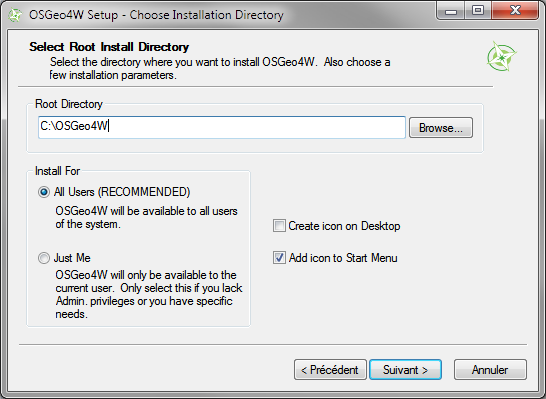 OSGeo4W Setup - Choose Installation Directory
Select Root Install Directory
Select the directory where you want to install OSGeo4W. Also choose a
few installation parameters.
Root Directory
C:\OSGeo4W
Browse...
Install For
All Users (RECOMMENDED)
OSGeo4W will be available to all users
of the system.
Create icon on Desktop
Just Me
Add icon to Start Menu
OSGeo4W will only be available to the
current user. Only select this if you lack
Admin. privileges or you have specific
needs.
< Précédent
Suivant >
Annuler